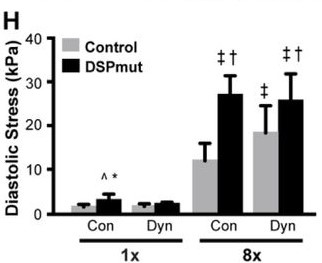 H
Diastolic Stress (kPa)
Control
DSPmut
40
30
20
10
0
^ *
‡ †
‡
‡ †
Con Dyn Con Dyn
1x 8x